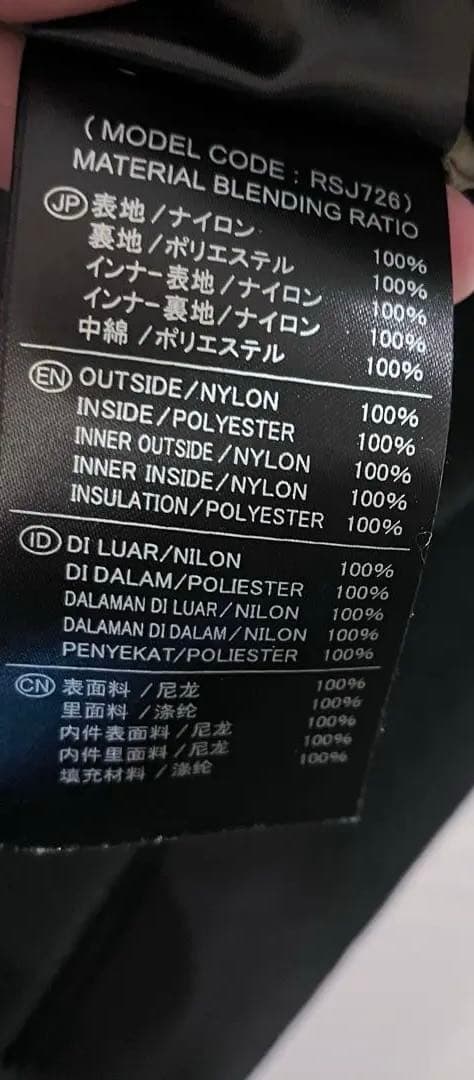 (MODEL CODE : RSJ726)
MATERIAL BLENDING RATIO
JP 表地/ナイロン 100%
裏地/ポリエステル 100%
インナー表地/ナイロン 100%
インナー裏地/ナイロン 100%
中綿/ポリエステル 100%
EN OUTSIDE/NYLON 100%
INSIDE/POLYESTER 100%
INNER OUTSIDE/NYLON 100%
INNER INSIDE/NYLON 100%
INSULATION/POLYESTER 100%
ID DI LUAR/NILON 100%
DI DALAM/POLIESTER 100%
DALAMAN DI LUAR/NILON 100%
DALAMAN DI DALAM/NILON 100%
PENYEKAT/POLIESTER 100%
CN 表面料/尼龙 100%
里面料/涤纶 100%
内件表面料/尼龙 100%
内件里面料/尼龙 100%
填充材料/涤纶 100%